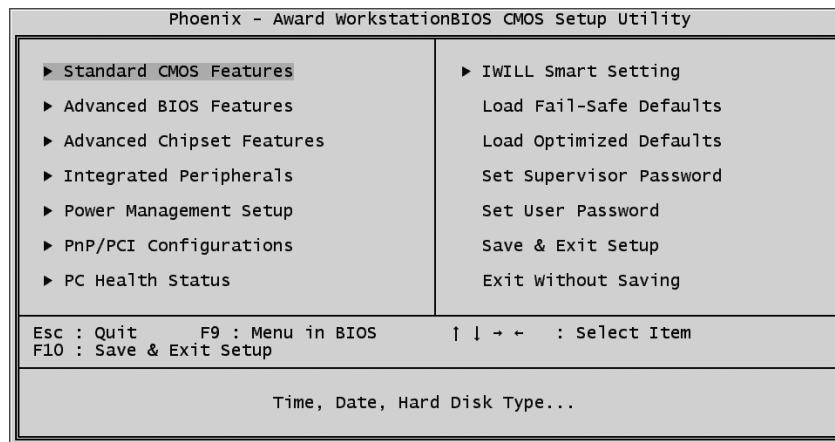 Phoenix - Award WorkstationBIOS CMOS Setup Utility
▶ Standard CMOS Features
▶ Advanced BIOS Features
▶ Advanced Chipset Features
▶ Integrated Peripherals
▶ Power Management Setup
▶ PnP/PCI Configurations
▶ PC Health Status
▶ IWILL Smart Setting
Load Fail-Safe Defaults
Load Optimized Defaults
Set Supervisor Password
Set User Password
Save & Exit Setup
Exit Without Saving
Esc : Quit F9 : Menu in BIOS ↑ ↓ → ← : Select Item
F10 : Save & Exit Setup
Time, Date, Hard Disk Type...